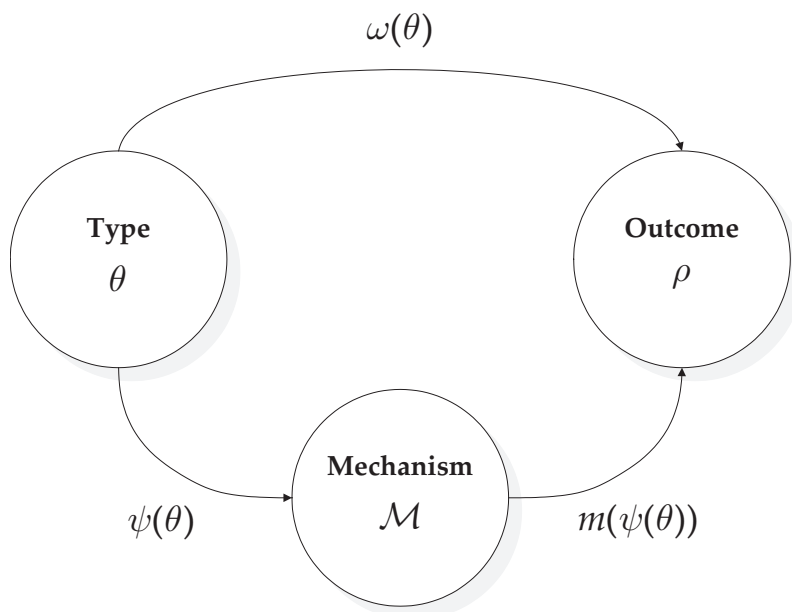 ω(θ)
Type
θ
Outcome
ρ
Mechanism
ℳ
ψ(θ)
m(ψ(θ))